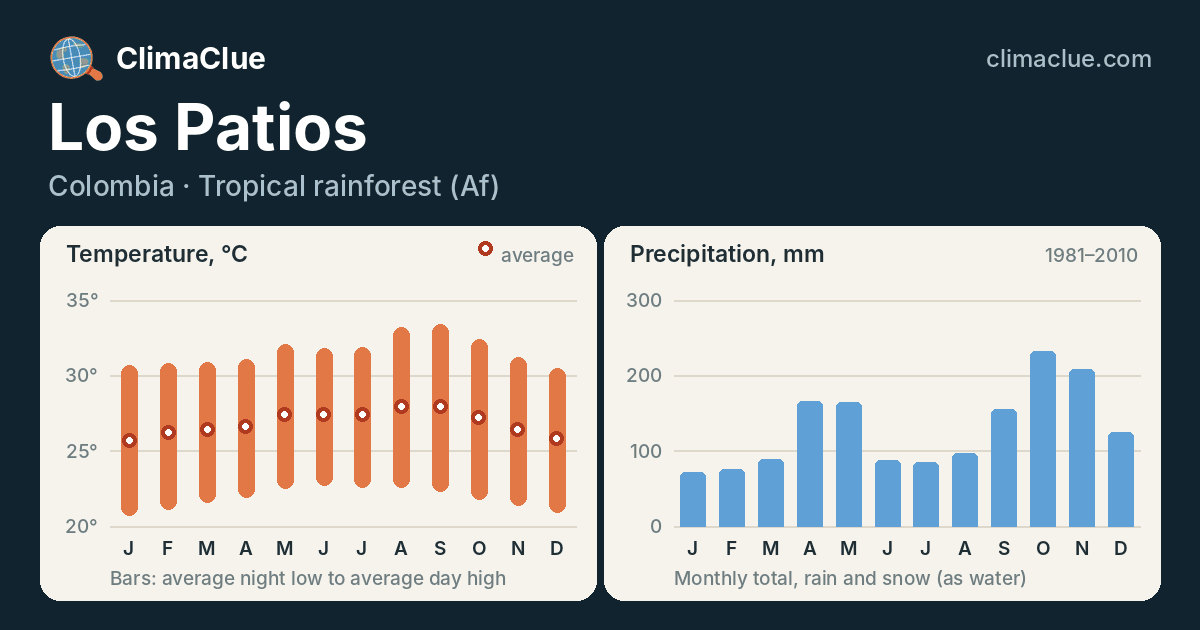 ClimaClue
climaclue.com
Los Patios
Colombia · Tropical rainforest (Af)
Temperature, °C
average
35°
30°
25°
20°
J F M A M J J A S O N D
Bars: average night low to average day high
Precipitation, mm
1981–2010
300
200
100
0
J F M A M J J A S O N D
Monthly total, rain and snow (as water)